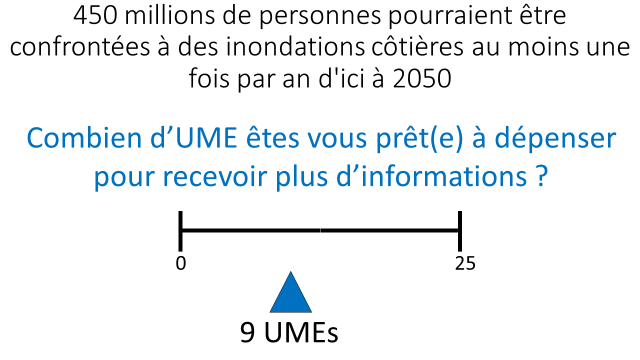 450 millions de personnes pourraient être
confrontées à des inondations côtières au moins une
fois par an d'ici à 2050
Combien d’UME êtes vous prêt(e) à dépenser
pour recevoir plus d’informations ?
0
25
9 UMEs